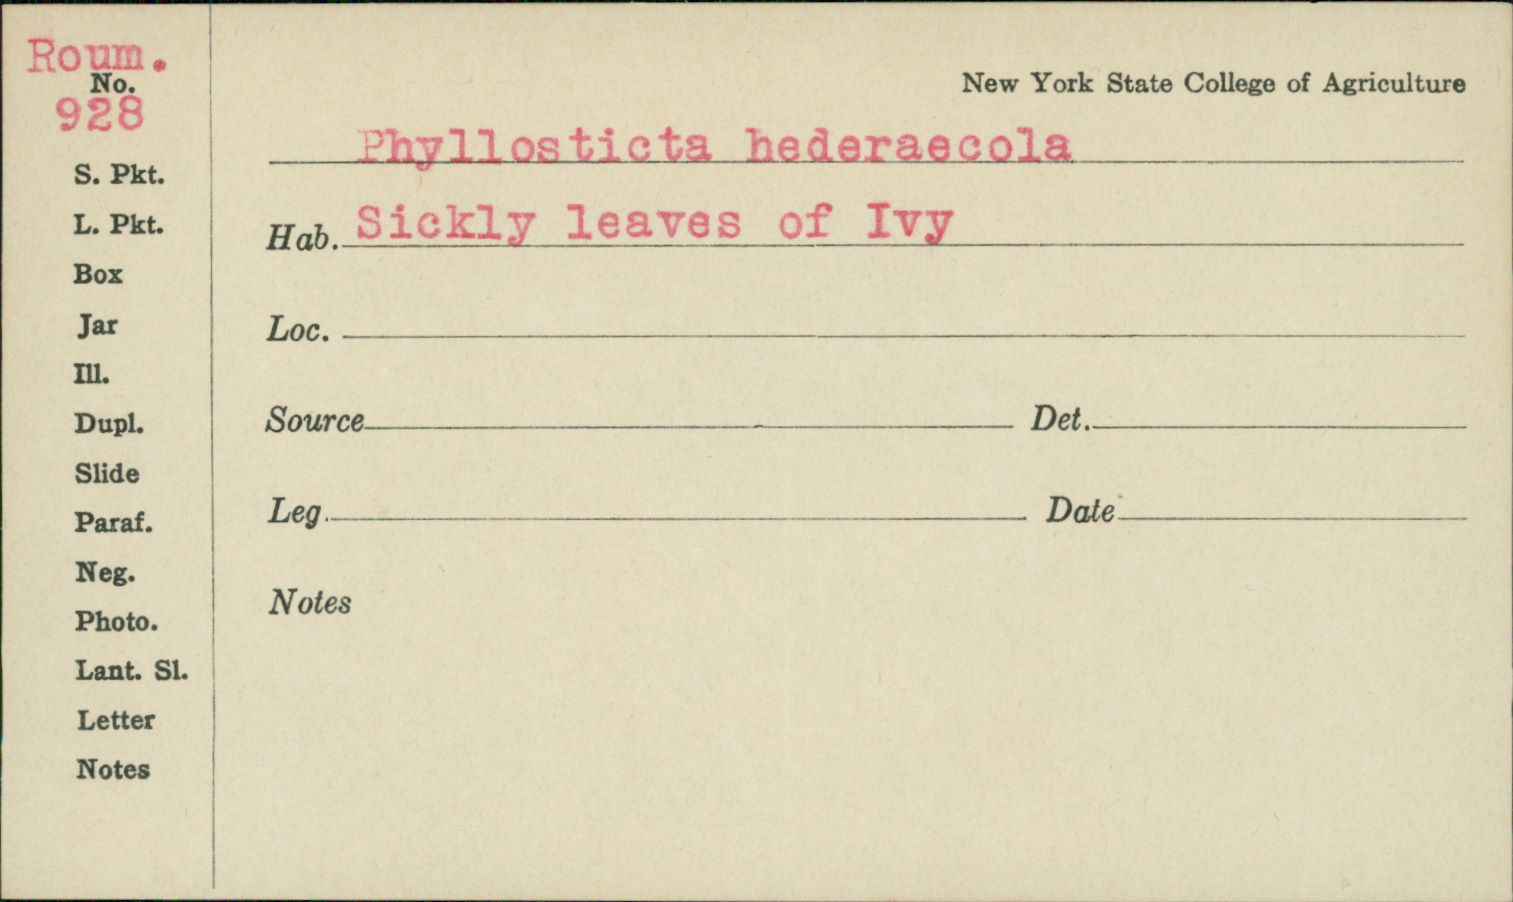 Roum.
No.
928
S. Pkt.
L. Pkt.
Box
Jar
Ill.
Dupl.
Slide
Paraf.
Neg.
Photo.
Lant. Sl.
Letter
Notes
New York State College of Agriculture
Phyllosticta hederaecola
Hab. Sickly leaves of Ivy
Loc.
Source Det.
Leg. Date
Notes